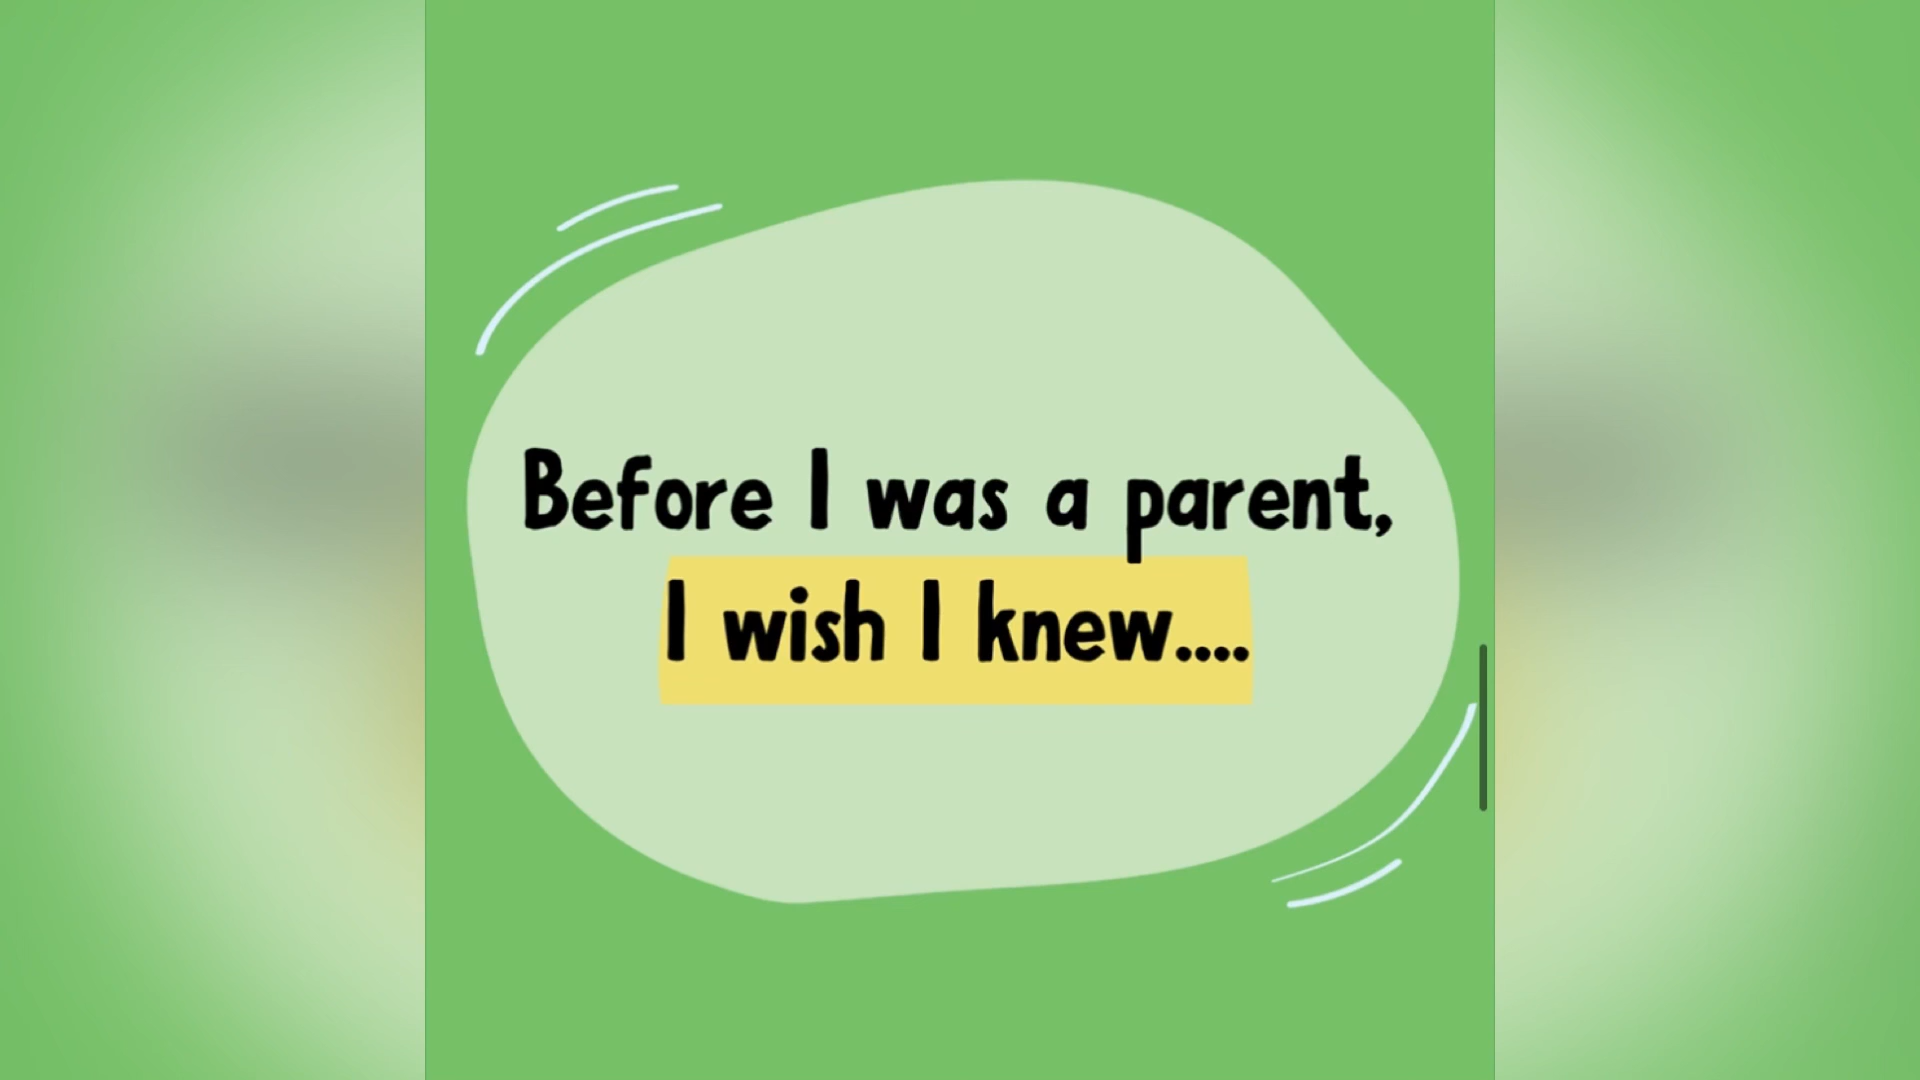 Before I was a parent,
I wish I knew....